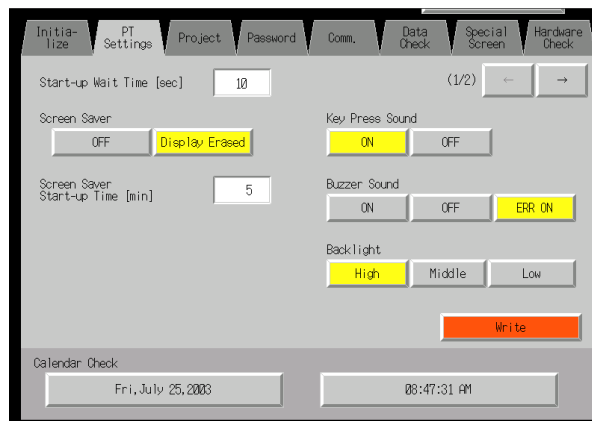 Initia-
lize
PT
Settings
Project
Password
Comm.
Data
Check
Special
Screen
Hardware
Check
Start-up Wait Time [sec] 10
(1/2) ← →
Screen Saver
OFF Display Erased
Key Press Sound
ON OFF
Screen Saver
Start-up Time [min] 5
Buzzer Sound
ON OFF ERR ON
Backlight
High Middle Low
Write
Calendar Check
Fri,July 25,2003 08:47:31 AM